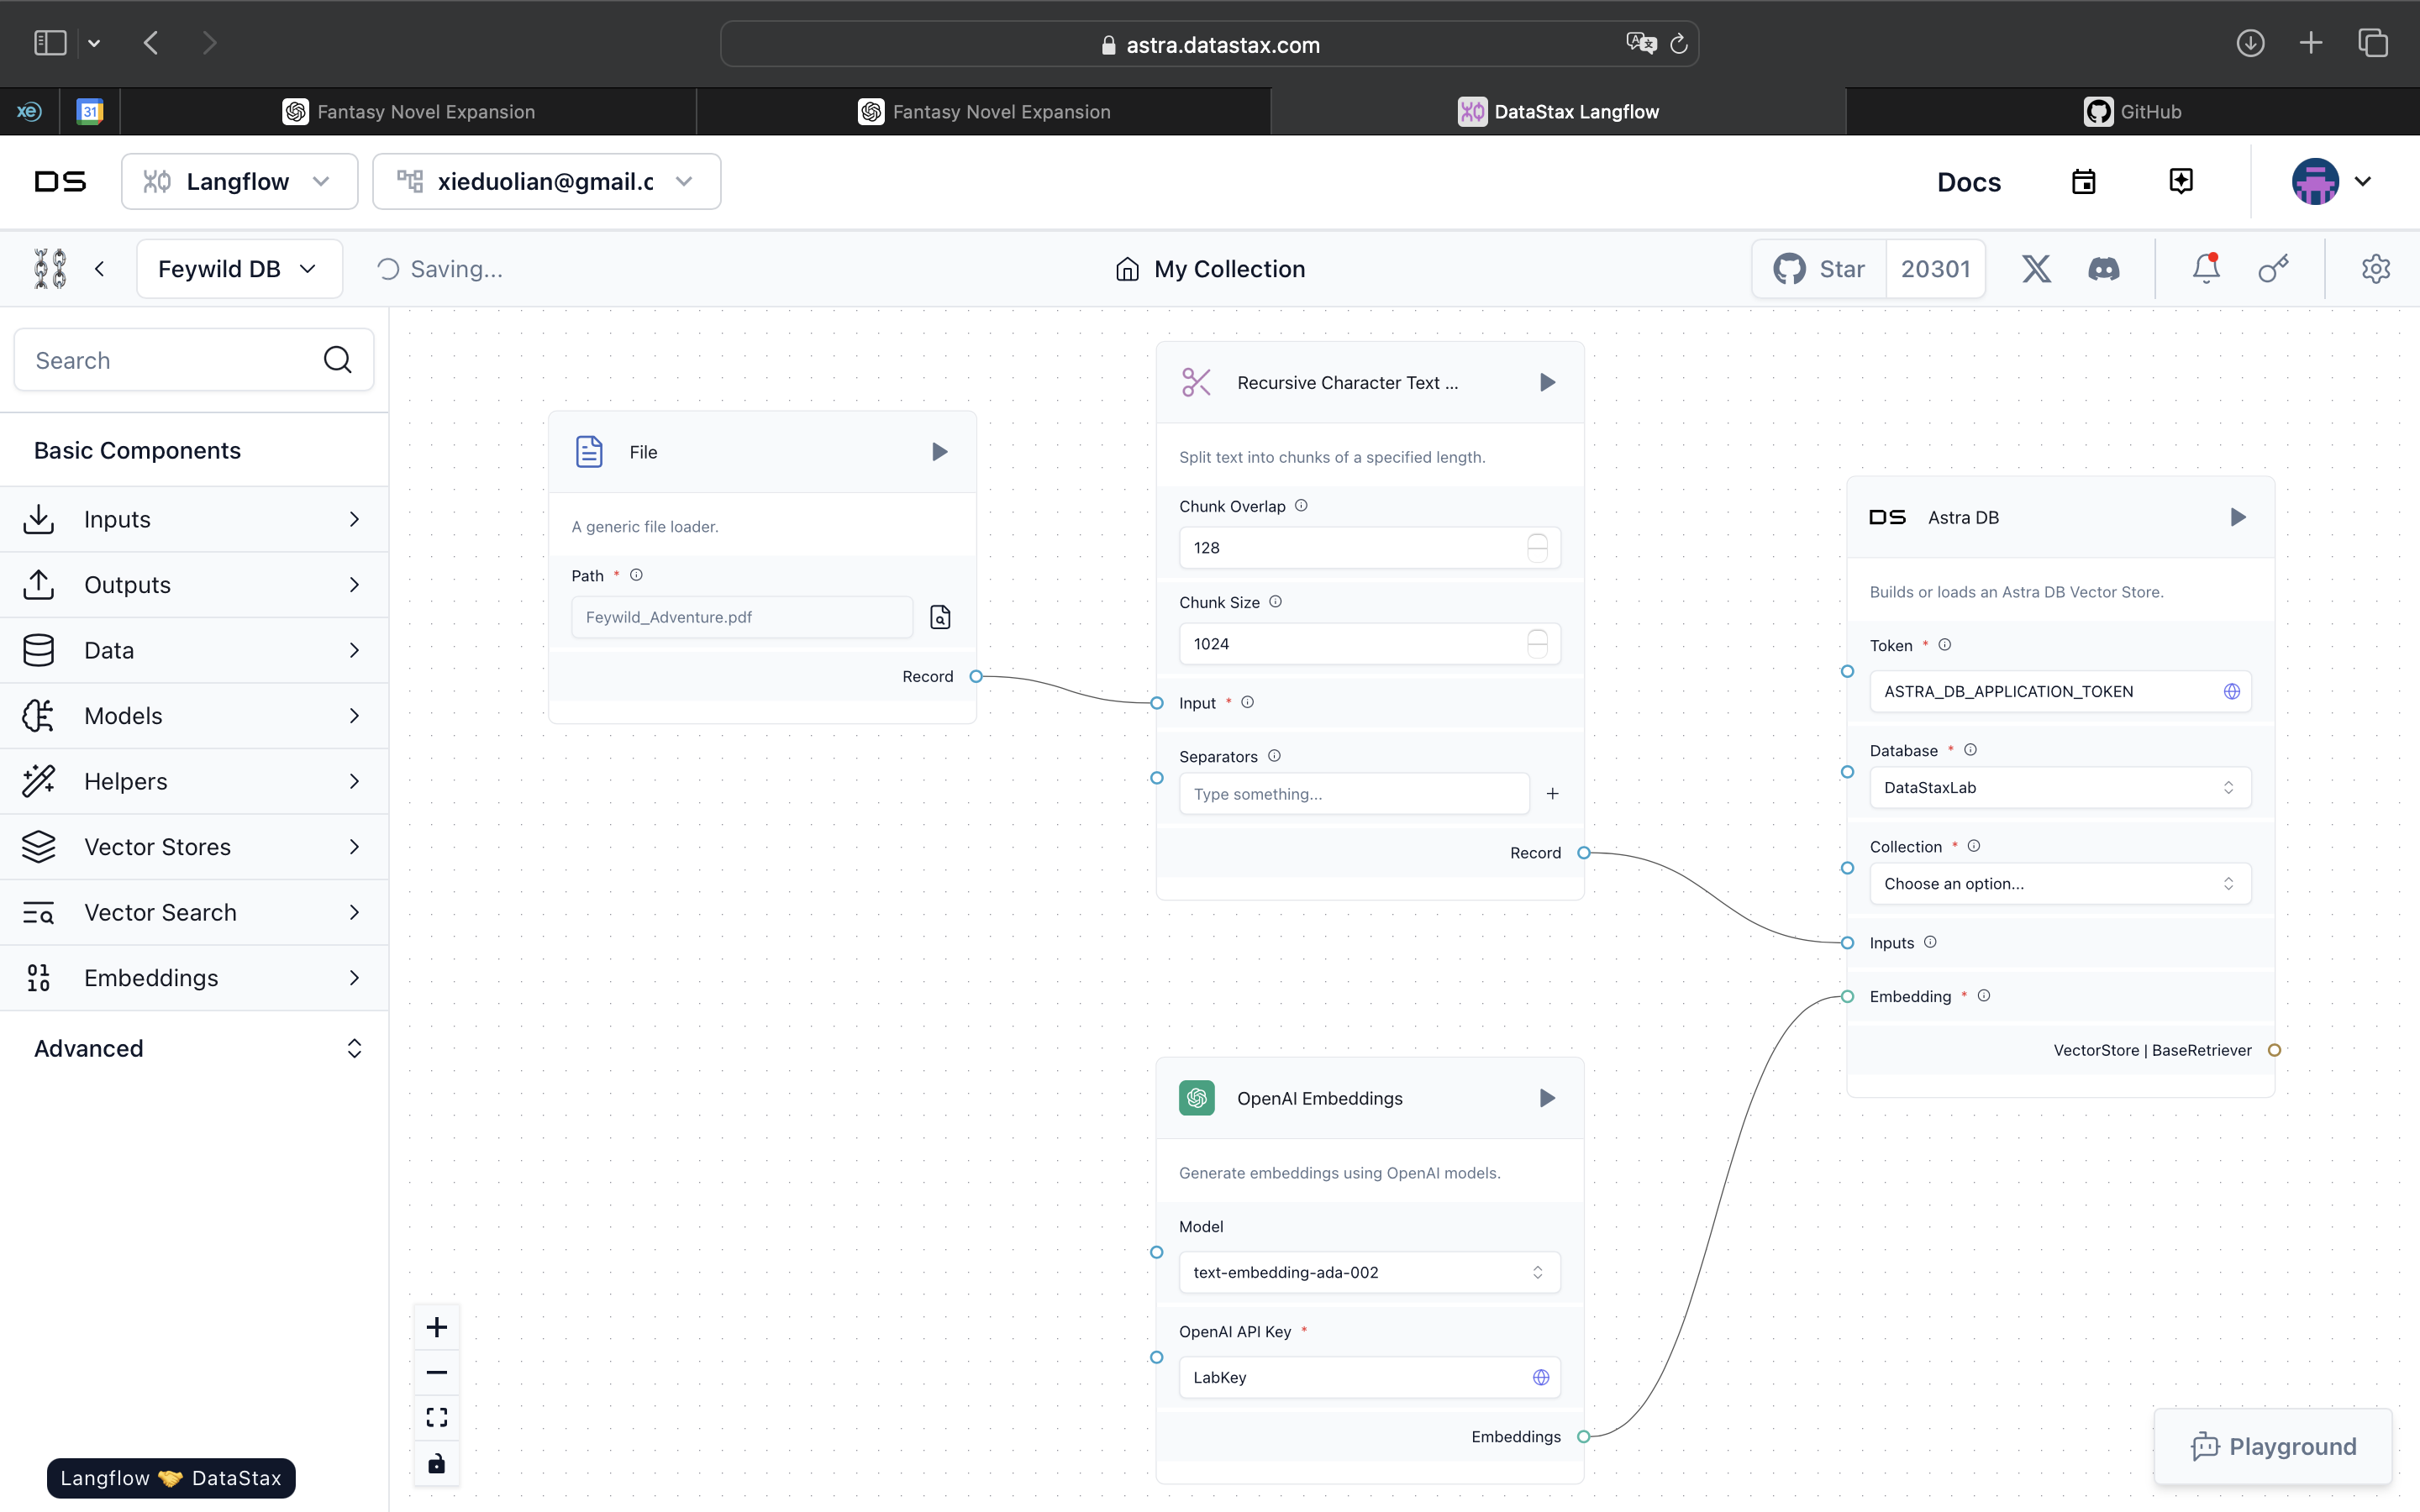 astra.datastax.com
xe
31
Fantasy Novel Expansion
Fantasy Novel Expansion
DataStax Langflow
GitHub
DS
Langflow
xieduolian@gmail.c
Docs
Feywild DB
Saving...
My Collection
Star
20301
Search
Basic Components
Inputs
Outputs
Data
Models
Helpers
Vector Stores
Vector Search
Embeddings
Advanced
Langflow 🤝 DataStax
File
A generic file loader.
Path *
Feywild_Adventure.pdf
Record
Recursive Character Text ...
Split text into chunks of a specified length.
Chunk Overlap
128
Chunk Size
1024
Input *
Separators
Type something...
Record
OpenAI Embeddings
Generate embeddings using OpenAI models.
Model
text-embedding-ada-002
OpenAI API Key *
LabKey
Embeddings
DS
Astra DB
Builds or loads an Astra DB Vector Store.
Token *
ASTRA_DB_APPLICATION_TOKEN
Database *
DataStaxLab
Collection *
Choose an option...
Inputs
Embedding *
VectorStore | BaseRetriever
Playground